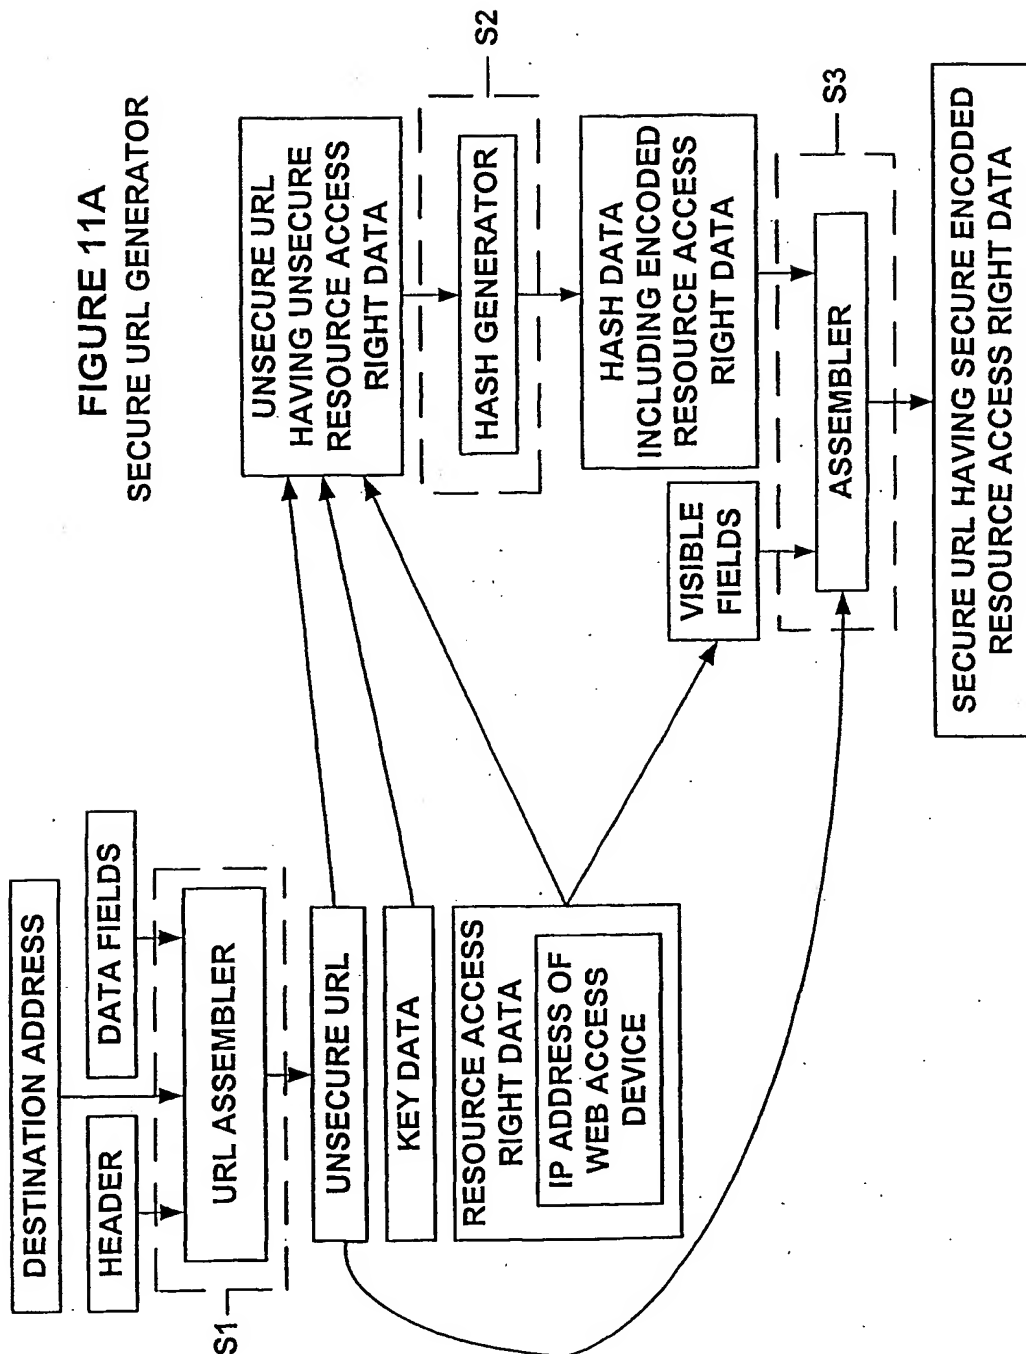 FIGURE 11A
SECURE URL GENERATOR
DESTINATION ADDRESS
HEADER
DATA FIELDS
S1
URL ASSEMBLER
UNSECURE URL
KEY DATA
RESOURCE ACCESS
RIGHT DATA
IP ADDRESS OF
WEB ACCESS
DEVICE
UNSECURE URL
HAVING UNSECURE
RESOURCE ACCESS
RIGHT DATA
S2
HASH GENERATOR
HASH DATA
INCLUDING ENCODED
RESOURCE ACCESS
RIGHT DATA
VISIBLE
FIELDS
S3
ASSEMBLER
SECURE URL HAVING SECURE ENCODED
RESOURCE ACCESS RIGHT DATA